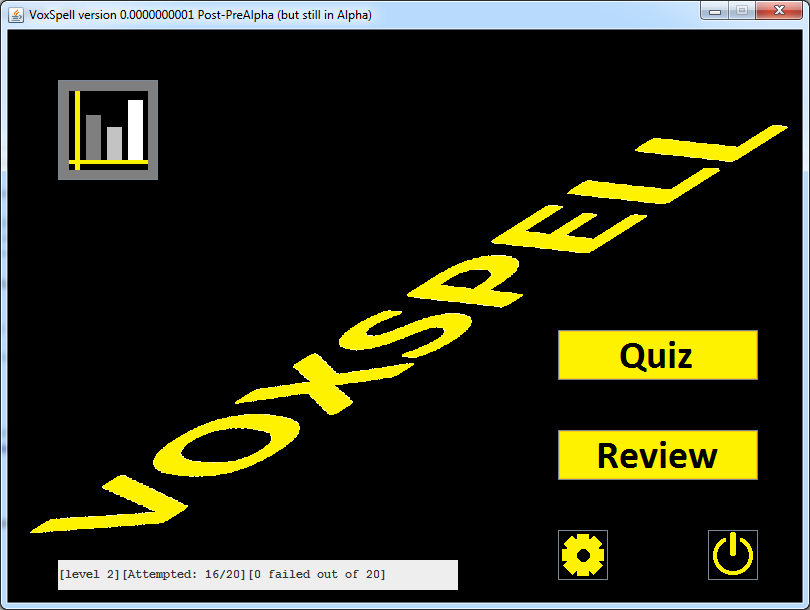 VoxSpell version 0.0000000001 Post-PreAlpha (but still in Alpha)
VOXSPELL
Quiz
Review
[level 2][Attempted: 16/20][0 failed out of 20]